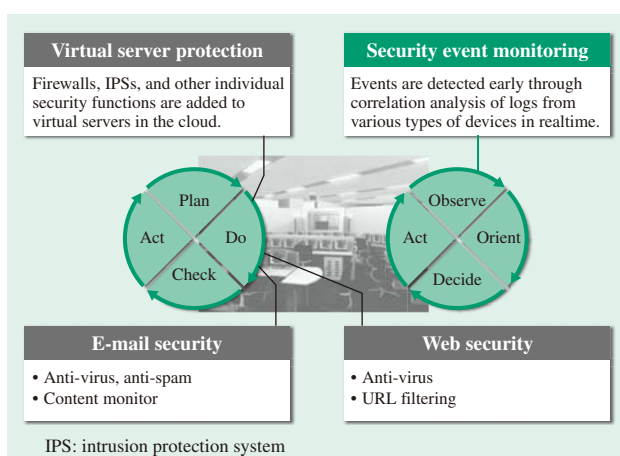 Virtual server protection
Firewalls, IPSs, and other individual
security functions are added to
virtual servers in the cloud.
Security event monitoring
Events are detected early through
correlation analysis of logs from
various types of devices in realtime.
Plan
Act
Do
Check
Observe
Act
Orient
Decide
E-mail security
• Anti-virus, anti-spam
• Content monitor
Web security
• Anti-virus
• URL filtering
IPS: intrusion protection system